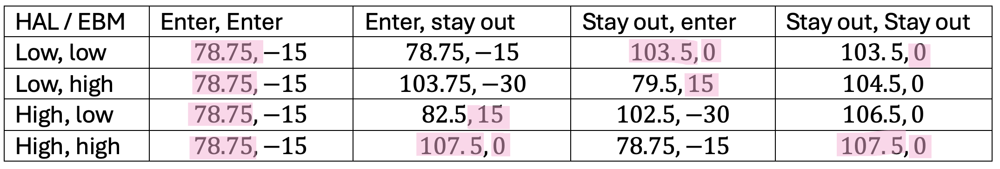 HAL / EBM Enter, Enter Enter, stay out Stay out, enter Stay out, Stay out
Low, low 78.75, −15 78.75, −15 103. 5, 0 103. 5, 0
Low, high 78.75, −15 103.75, −30 79.5, 15 104.5, 0
High, low 78.75, −15 82.5, 15 102.5, −30 106.5, 0
High, high 78.75, −15 107. 5, 0 78.75, −15 107. 5, 0